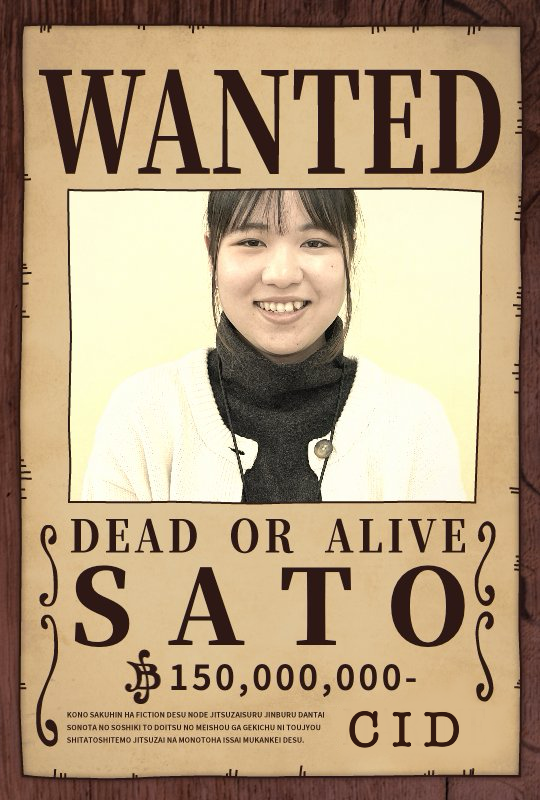 WANTED
DEAD OR ALIVE
SATO
฿150,000,000-
KONO SAKUHIN HA FICTION DESU NODE JITSUZAISURU JINBURU DANTAI
SONOTA NO SOSHIKI TO DOITSU NO MEISHOU GA GEKICHU NI TOUJYOU
SHITATOSHITEMO JITSUZAI NA MONOTOHA ISSAI MUKANKEI DESU.
CID